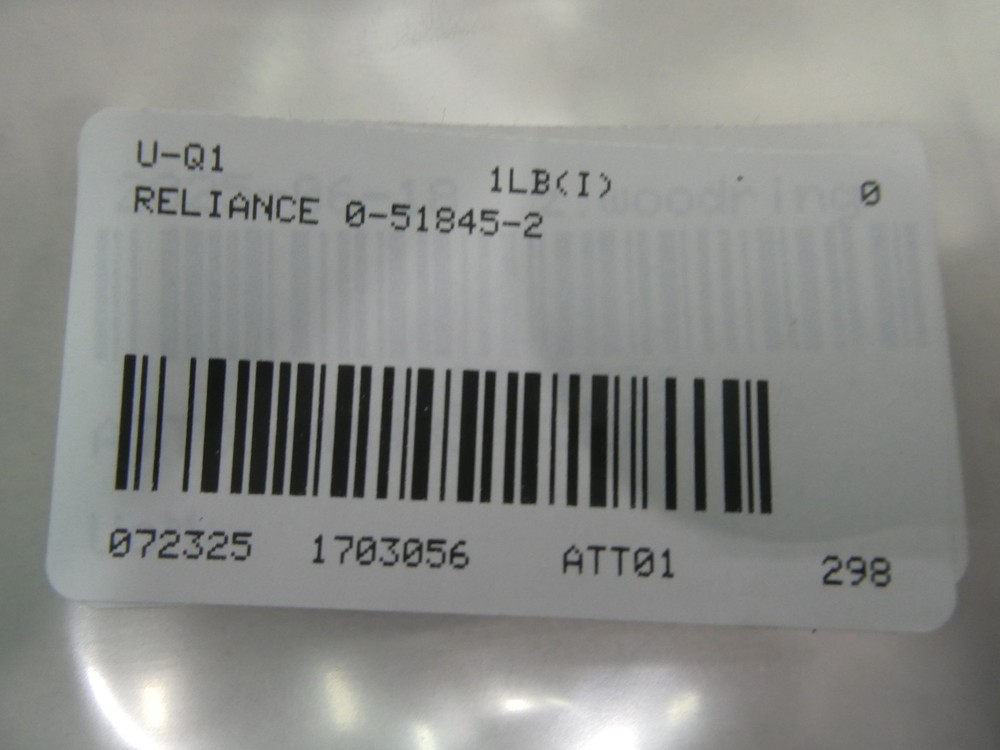 U-Q1 1LB(I) 0
RELIANCE 0-51845-2
072325 1703056 ATT01 298